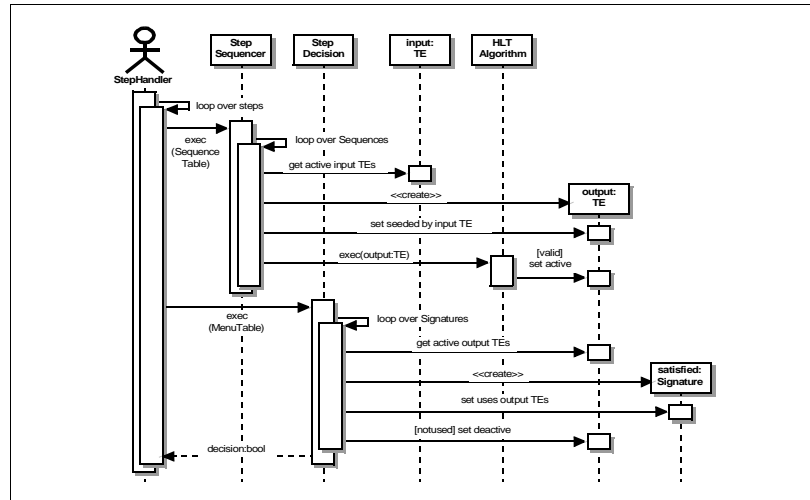 Step
Sequencer
Step
Decision
input:
TE
HLT
Algorithm
StepHandler
loop over steps
exec
(Sequence
Table)
loop over Sequences
get active input TEs
<<create>>
output:
TE
set seeded by input TE
exec(output:TE)
[valid]
set active
exec
(MenuTable)
loop over Signatures
get active output TEs
<<create>>
satisfied:
Signature
set uses output TEs
[notused] set deactive
decision:bool